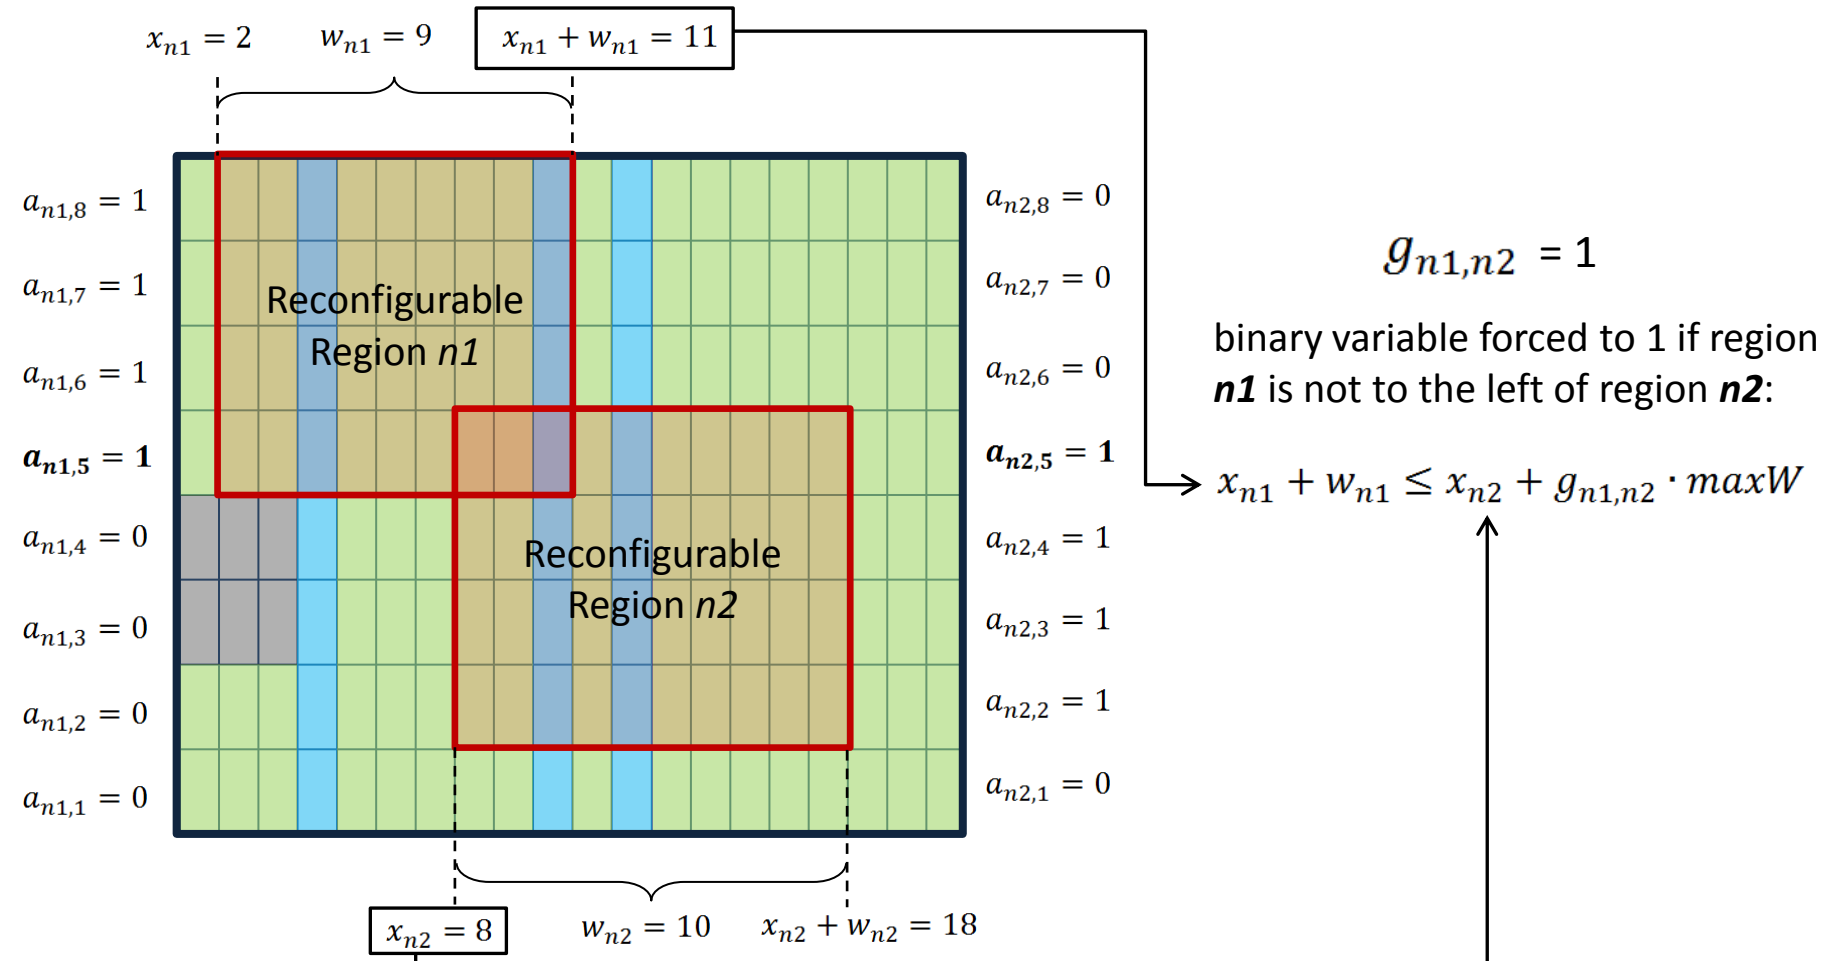 x_{n1} = 2
w_{n1} = 9
x_{n1} + w_{n1} = 11
a_{n1,8} = 1
a_{n1,7} = 1
a_{n1,6} = 1
a_{n1,5} = 1
a_{n1,4} = 0
a_{n1,3} = 0
a_{n1,2} = 0
a_{n1,1} = 0
Reconfigurable
Region n1
Reconfigurable
Region n2
a_{n2,8} = 0
a_{n2,7} = 0
a_{n2,6} = 0
a_{n2,5} = 1
a_{n2,4} = 1
a_{n2,3} = 1
a_{n2,2} = 1
a_{n2,1} = 0
x_{n2} = 8
w_{n2} = 10
x_{n2} + w_{n2} = 18
g_{n1,n2} = 1
binary variable forced to 1 if region
n1 is not to the left of region n2:
x_{n1} + w_{n1} ≤ x_{n2} + g_{n1,n2} · maxW